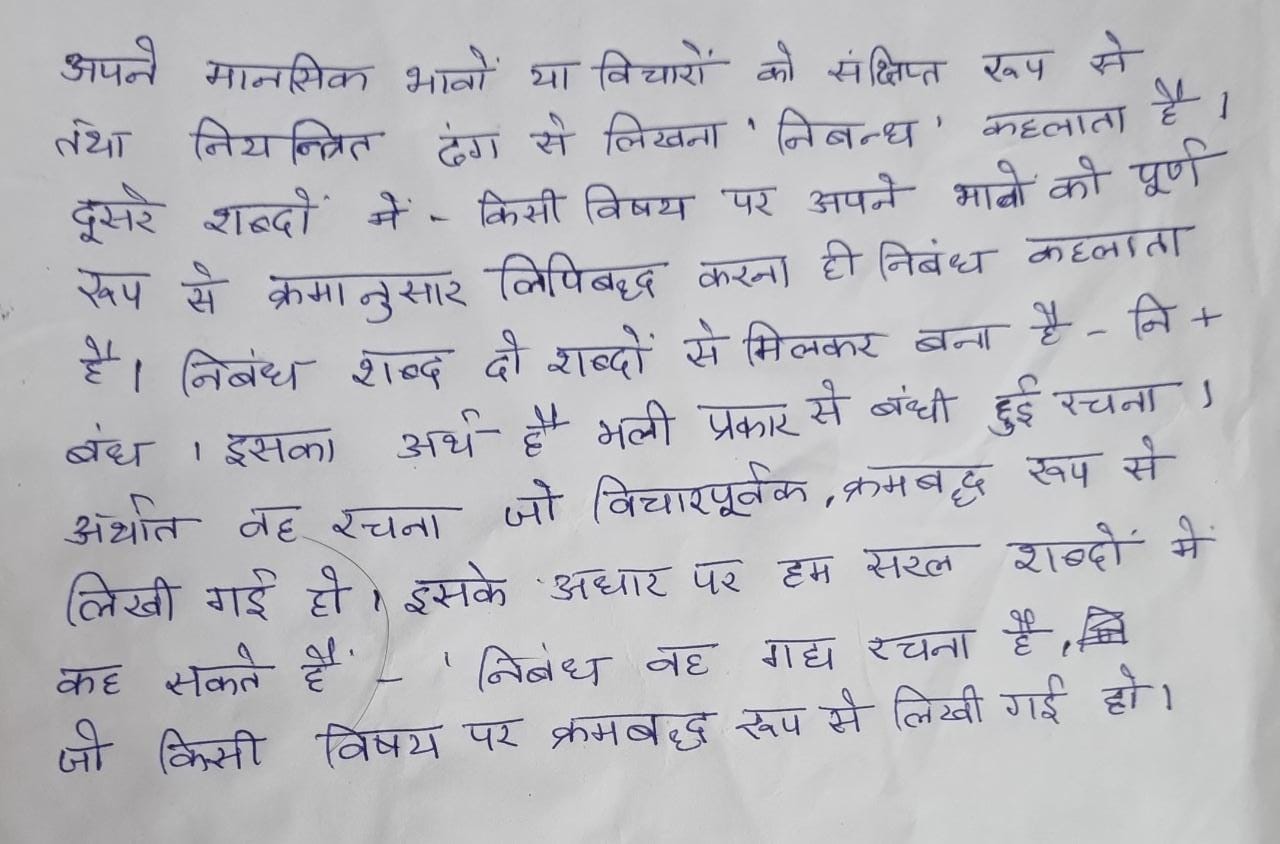 अपने मानसिक भावों या विचारों को संक्षिप्त रूप से
तथा नियन्त्रित ढंग से लिखना 'निबन्ध' कहलाता है।
दूसरे शब्दों में - किसी विषय पर अपने भावों को पूर्ण
रूप से क्रमानुसार लिपिबद्ध करना ही निबंध कहलाता
है। निबंध शब्द दो शब्दों से मिलकर बना है - नि +
बंध । इसका अर्थ है भली प्रकार से बंधी हुई रचना ।
अर्थात वह रचना जो विचारपूर्वक, क्रमबद्ध रूप से
लिखी गई हो। इसके अधार पर हम सरल शब्दों में
कह सकते हैं' - 'निबंध वह गद्य रचना है,
जो किसी विषय पर क्रमबद्ध रूप से लिखी गई हो।